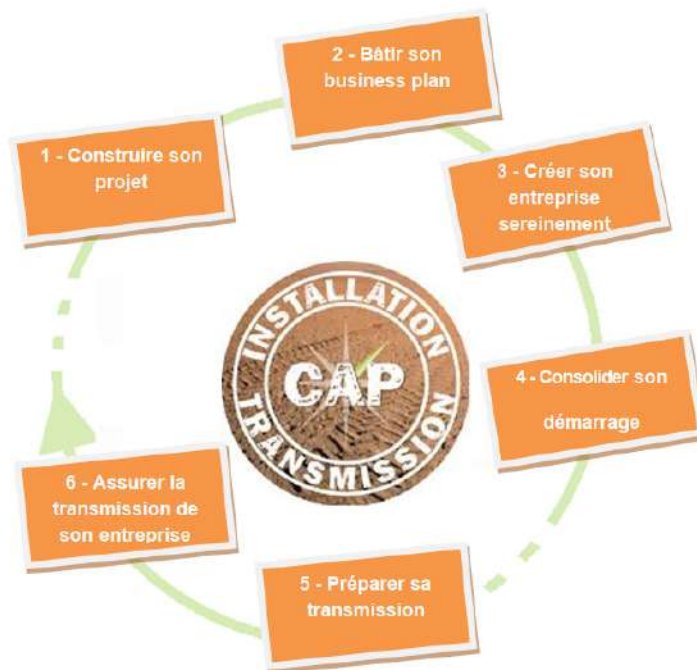 2 - Bâtir son
business plan
1 - Construire son
projet
3 - Créer son
entreprise
sereinement
INSTALLATION
CAP
TRANSMISSION
4 - Consolider son
démarrage
6 - Assurer la
transmission de
son entreprise
5 - Préparer sa
transmission